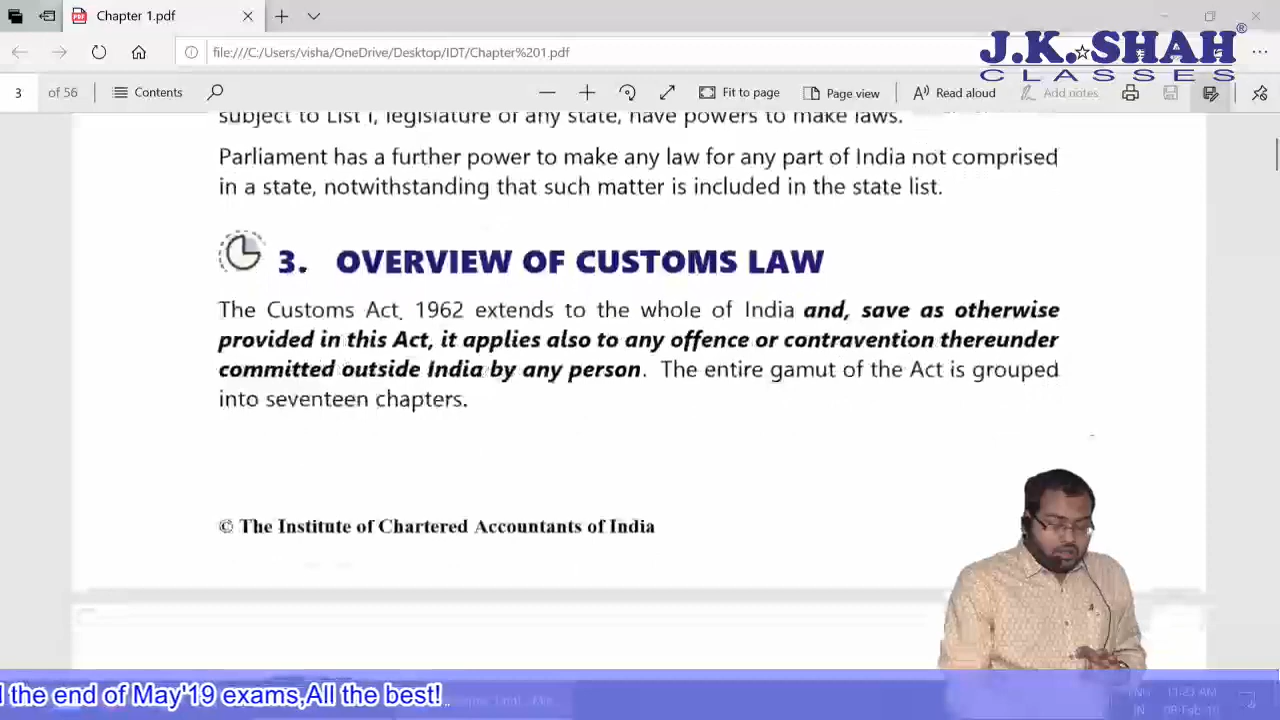 Chapter 1.pdf
file:///C:/Users/visha/OneDrive/Desktop/IDT/Chapter%201.pdf
J.K.SHAH®
CLASSES
3 of 56 Contents Fit to page Page view Read aloud Add notes
subject to List I, legislature of any state, have powers to make laws.
Parliament has a further power to make any law for any part of India not comprised
in a state, notwithstanding that such matter is included in the state list.
3. OVERVIEW OF CUSTOMS LAW
The Customs Act, 1962 extends to the whole of India and, save as otherwise
provided in this Act, it applies also to any offence or contravention thereunder
committed outside India by any person. The entire gamut of the Act is grouped
into seventeen chapters.
© The Institute of Chartered Accountants of India
the end of May'19 exams,All the best!
ENG 11:23 AM
IN